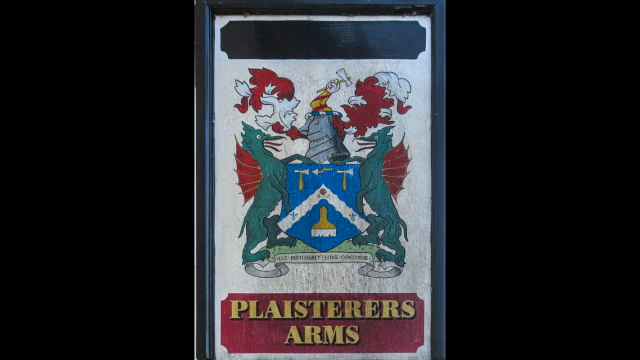 LET · BROTHERLY · LOVE · CONTINUE
PLAISTERERS
ARMS